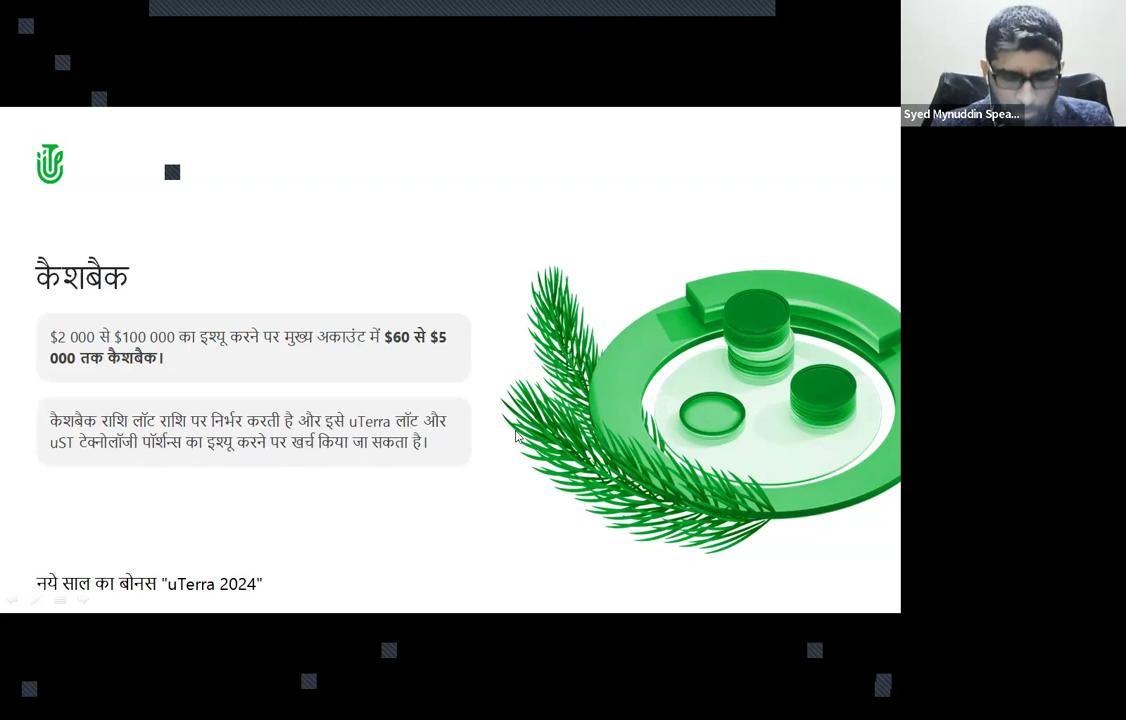 Syed Mynuddin Spea...
कैशबैक
$2 000 से $100 000 का इश्यू करने पर मुख्य अकाउंट में $60 से $5
000 तक कैशबैक।
कैशबैक राशि लॉट राशि पर निर्भर करती है और इसे uTerra लॉट और
uST टेक्नोलॉजी पॉर्शन्स का इश्यू करने पर खर्च किया जा सकता है।
नये साल का बोनस "uTerra 2024"